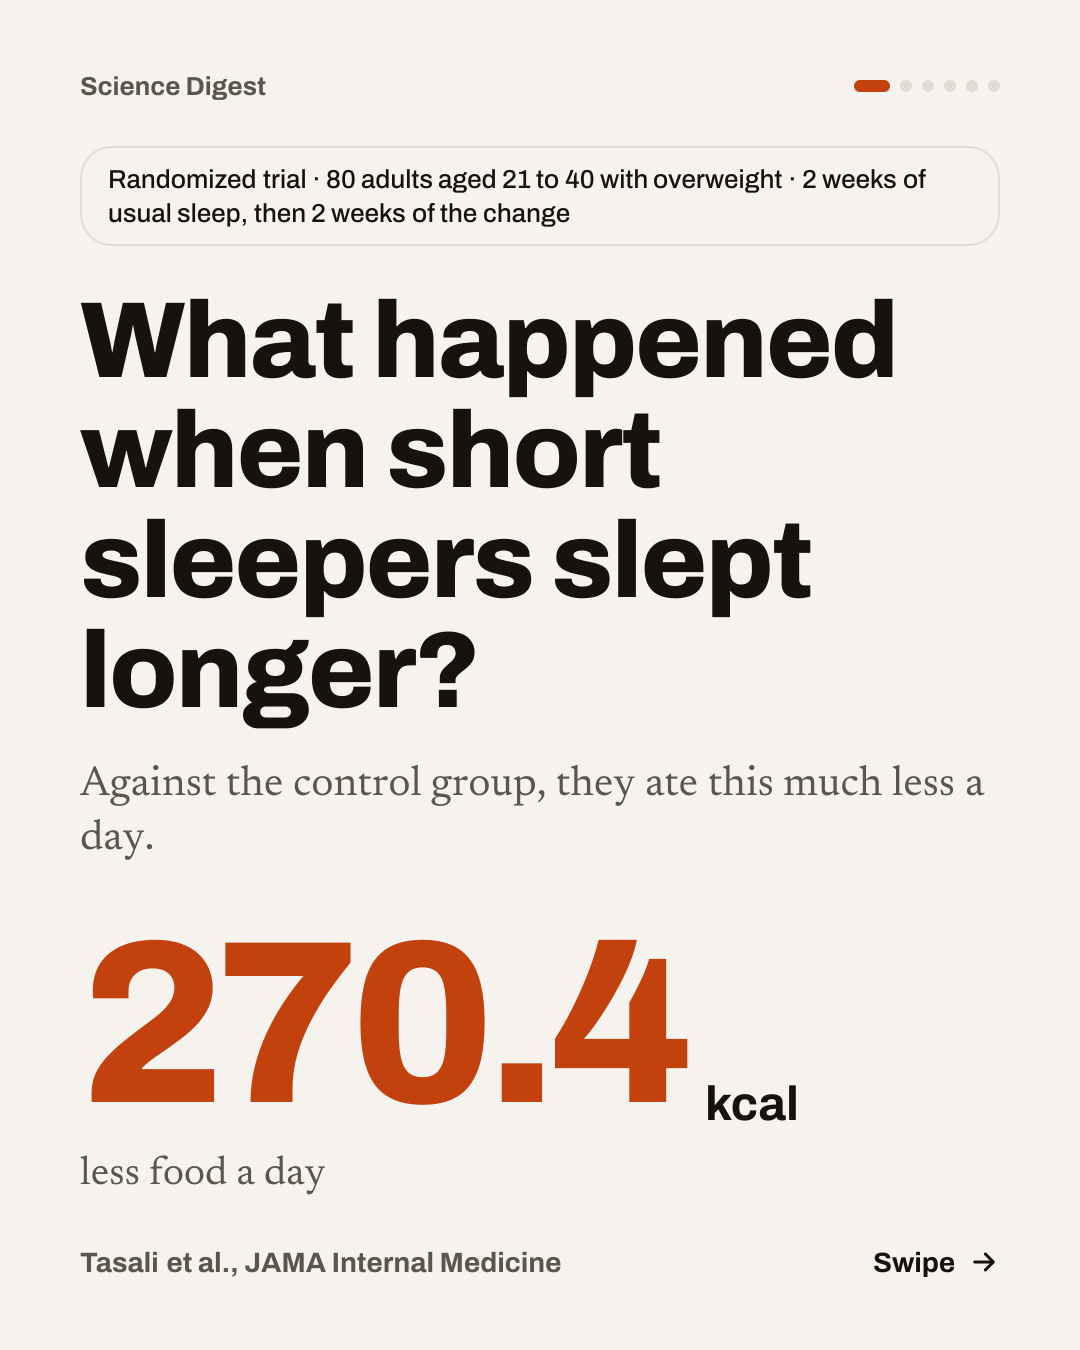 Science Digest
Randomized trial · 80 adults aged 21 to 40 with overweight · 2 weeks of
usual sleep, then 2 weeks of the change
What happened
when short
sleepers slept
longer?
Against the control group, they ate this much less a
day.
270.4 kcal
less food a day
Tasali et al., JAMA Internal Medicine
Swipe →